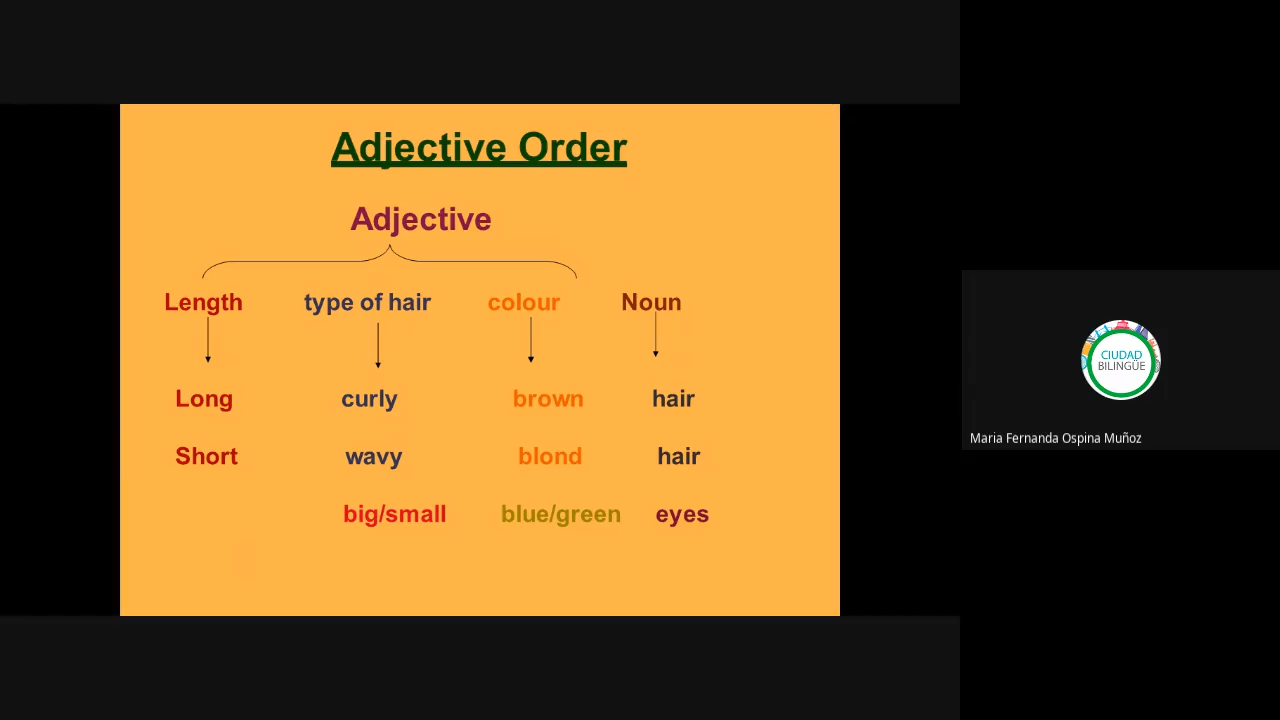 Adjective Order
Adjective
Length type of hair colour Noun
Long curly brown hair
Short wavy blond hair
big/small blue/green eyes
CIUDAD
BILINGÜE
Maria Fernanda Ospina Muñoz